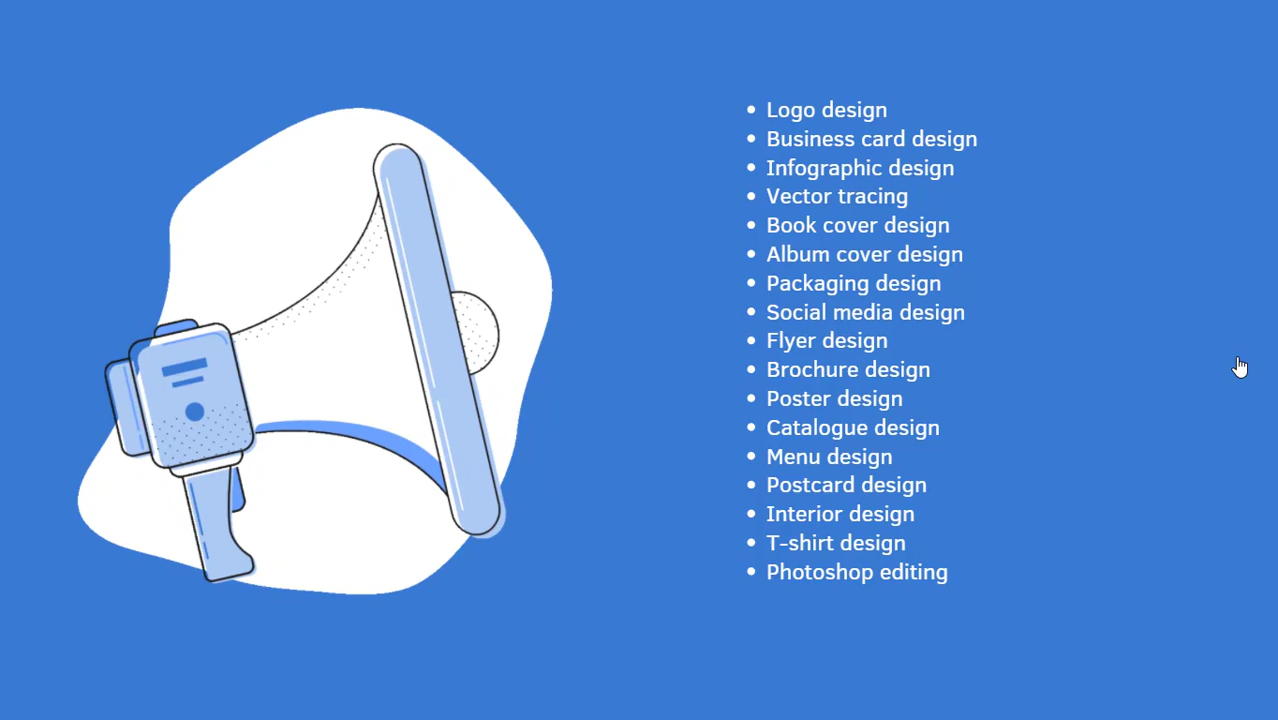 Logo design
Business card design
Infographic design
Vector tracing
Book cover design
Album cover design
Packaging design
Social media design
Flyer design
Brochure design
Poster design
Catalogue design
Menu design
Postcard design
Interior design
T-shirt design
Photoshop editing